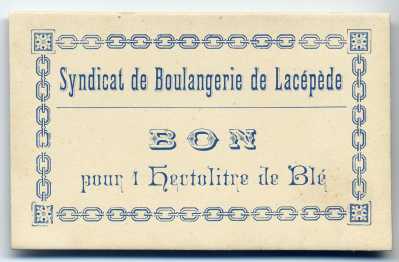 Syndicat de Boulangerie de Lacépède
BON
pour 1 Hectolitre de Blé